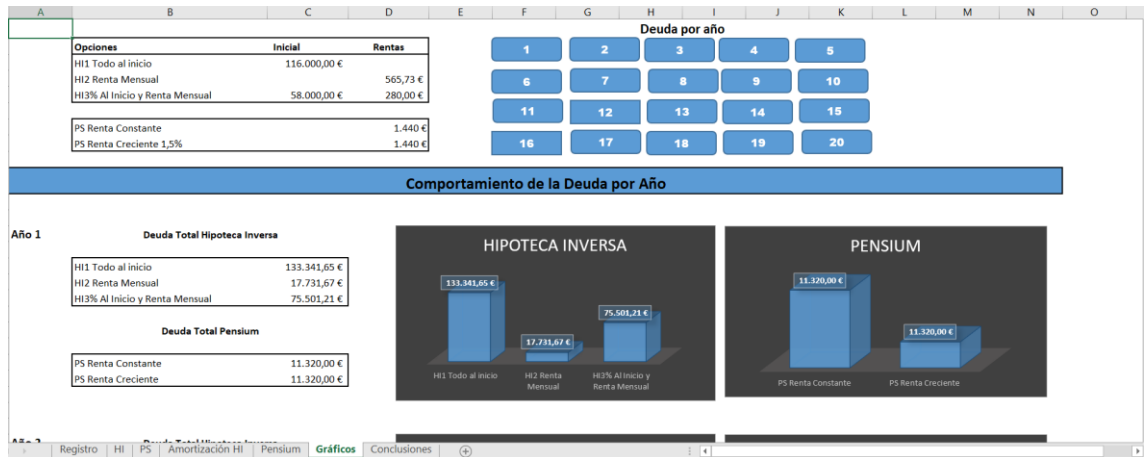 A B C D E F G H I J K L M N O
Deuda por año
Opciones Inicial Rentas
HI1 Todo al inicio 116.000,00 €
HI2 Renta Mensual 565,73 €
HI3% Al Inicio y Renta Mensual 58.000,00 € 280,00 €
PS Renta Constante 1.440 €
PS Renta Creciente 1,5% 1.440 €
1 2 3 4 5
6 7 8 9 10
11 12 13 14 15
16 17 18 19 20
Comportamiento de la Deuda por Año
Año 1
Deuda Total Hipoteca Inversa
HI1 Todo al inicio 133.341,65 €
HI2 Renta Mensual 17.731,67 €
HI3% Al Inicio y Renta Mensual 75.501,21 €
Deuda Total Pensium
PS Renta Constante 11.320,00 €
PS Renta Creciente 11.320,00 €
HIPOTECA INVERSA
133.341,65 €
17.731,67 €
75.501,21 €
HI1 Todo al inicio
HI2 Renta
Mensual
HI3% Al Inicio y
Renta Mensual
PENSIUM
11.320,00 €
11.320,00 €
PS Renta Constante
PS Renta Creciente
Registro HI PS Amortización HI Pensium Gráficos Conclusiones